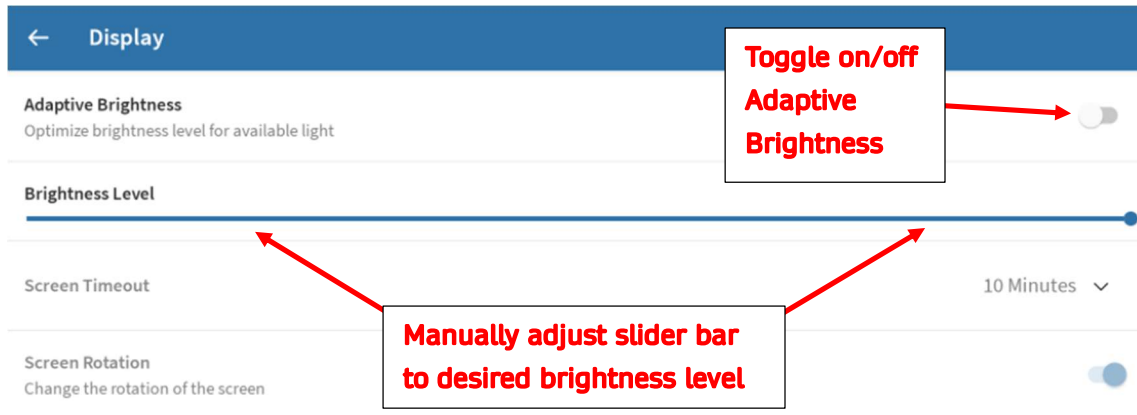 Display
Toggle on/off
Adaptive
Brightness
Adaptive Brightness
Optimize brightness level for available light
Brightness Level
Screen Timeout
10 Minutes
Manually adjust slider bar
to desired brightness level
Screen Rotation
Change the rotation of the screen